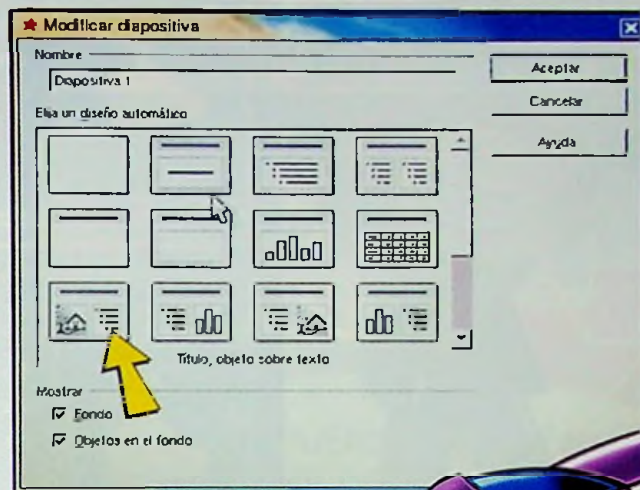 Modificar diapositiva
Nombre
Diapositiva 1
Elija un diseño automático
Aceptar
Cancelar
Ayuda
Título, objeto sobre texto
Mostrar
Fondo
Objetos en el fondo